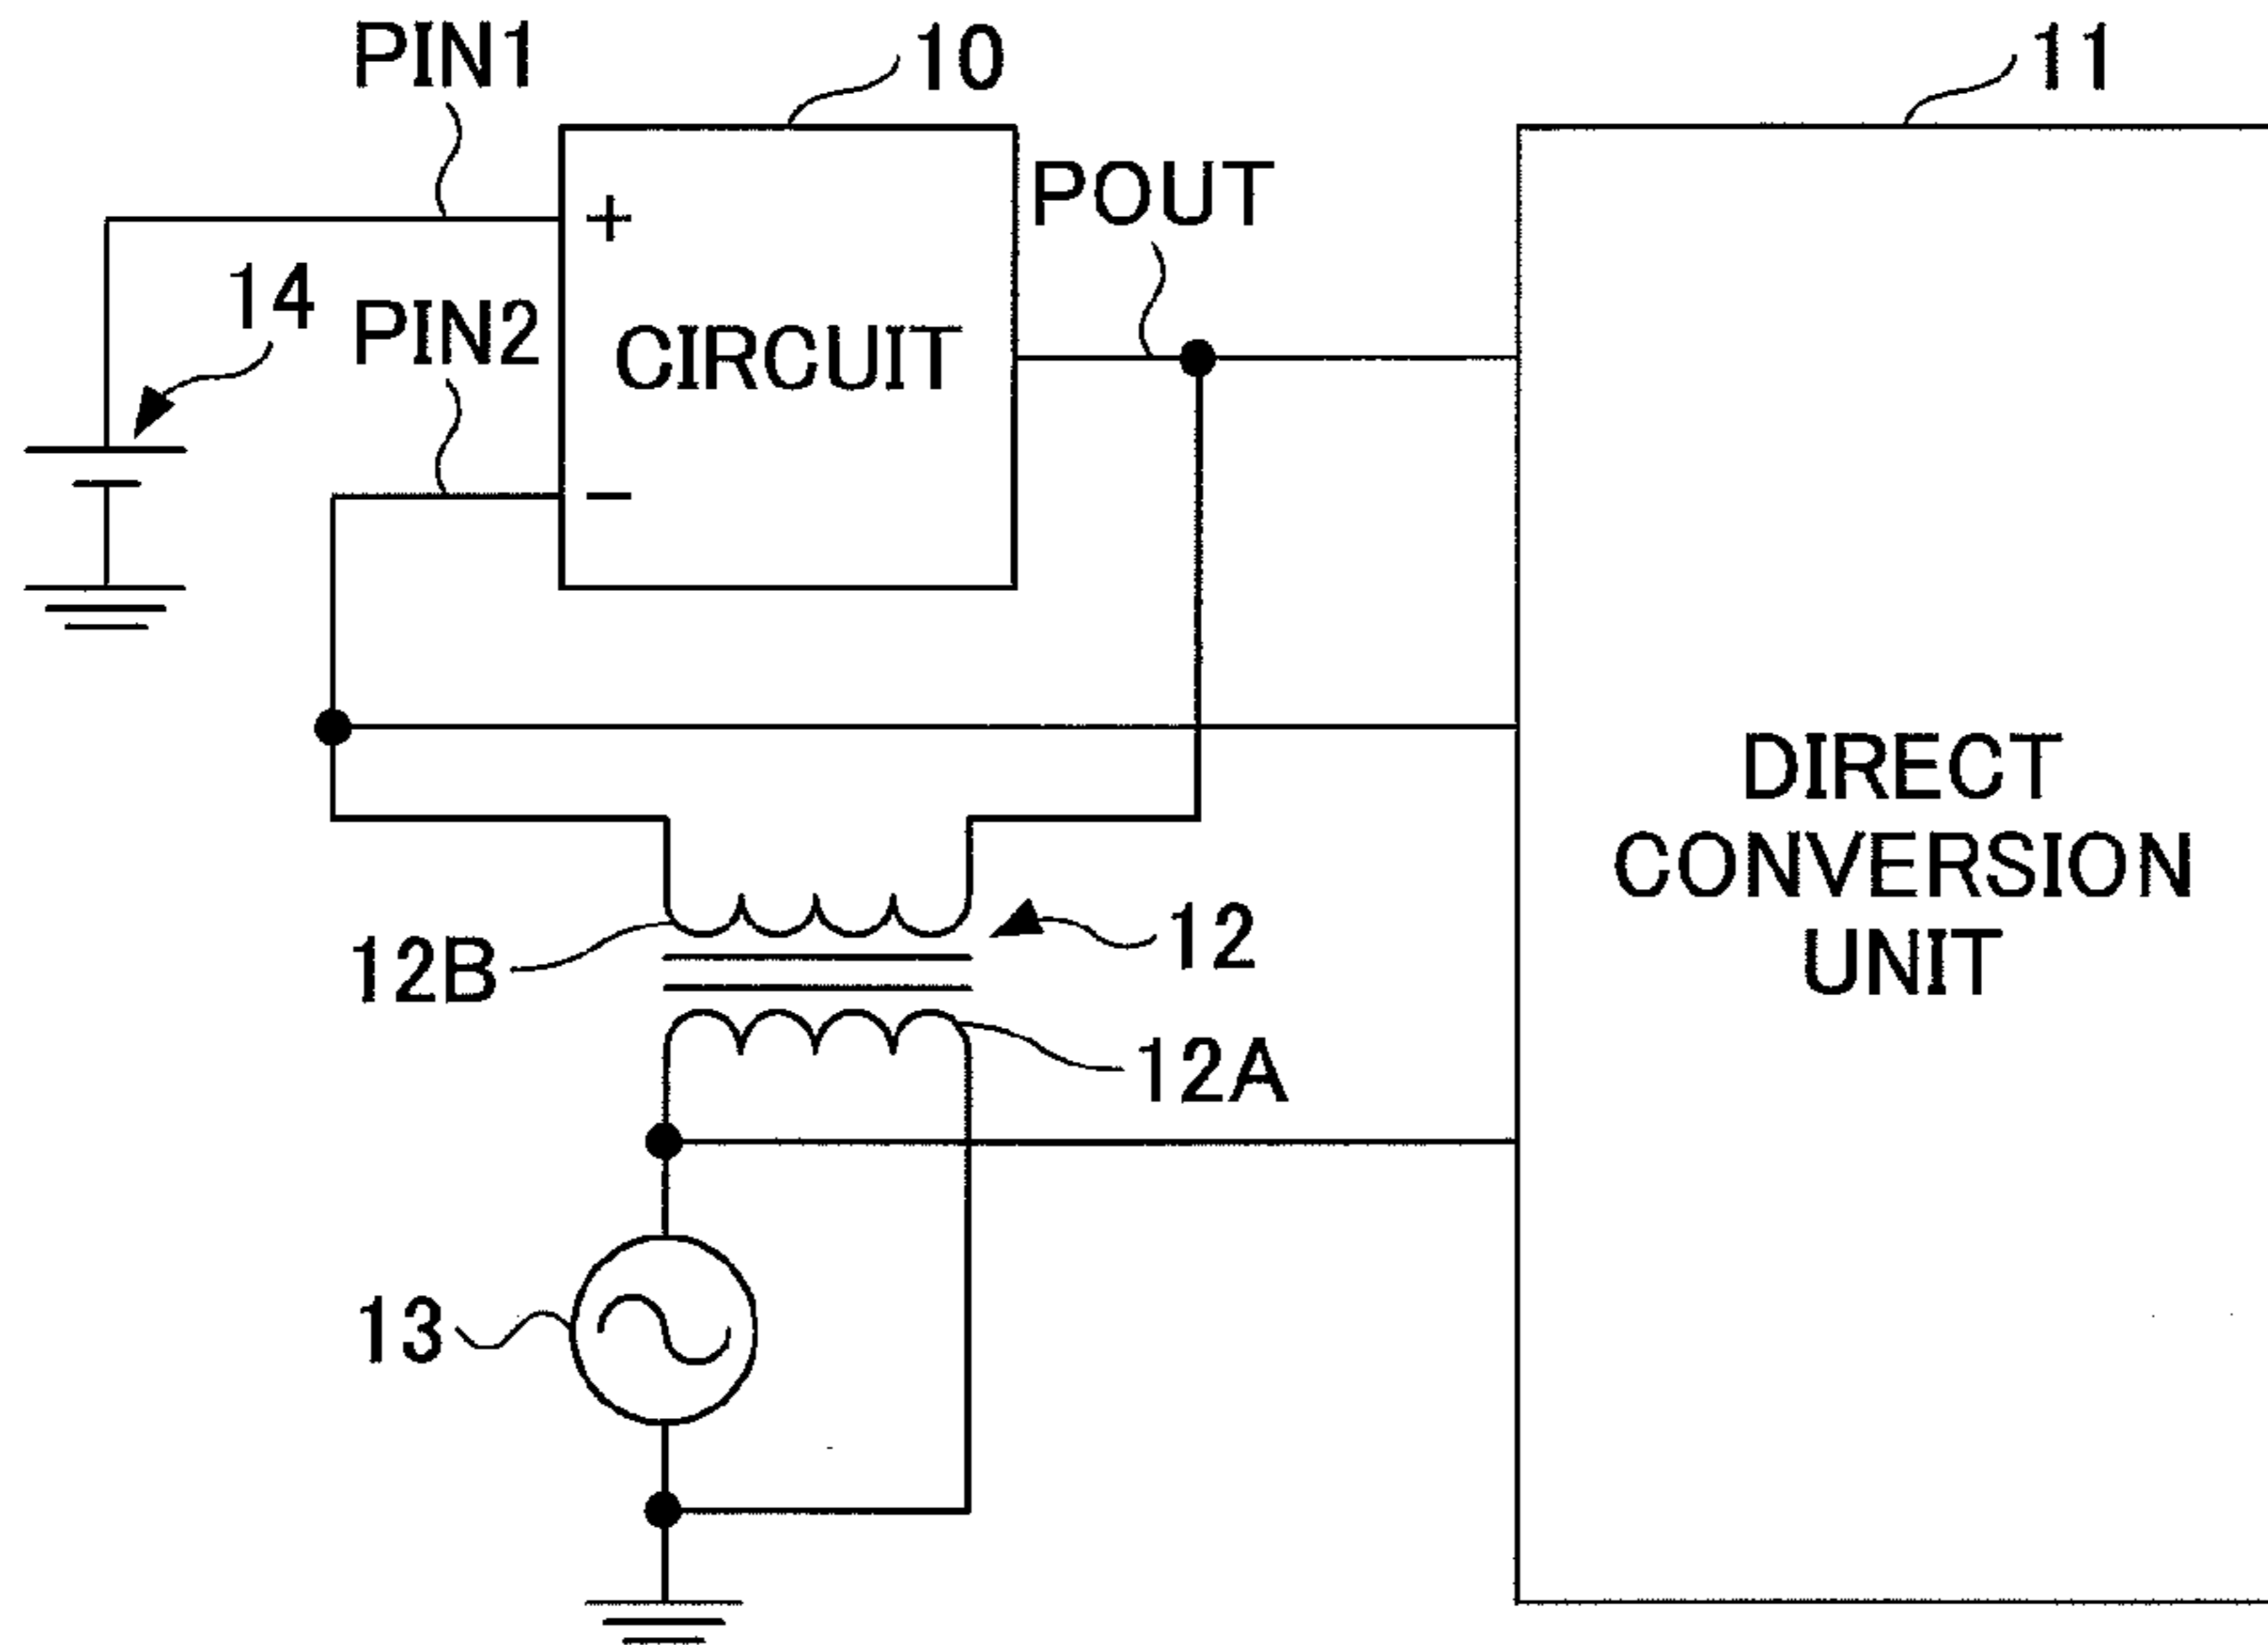 PIN1
10
11
POUT
+
14
PIN2
CIRCUIT
−
DIRECT
CONVERSION
UNIT
12B
12
12A
13